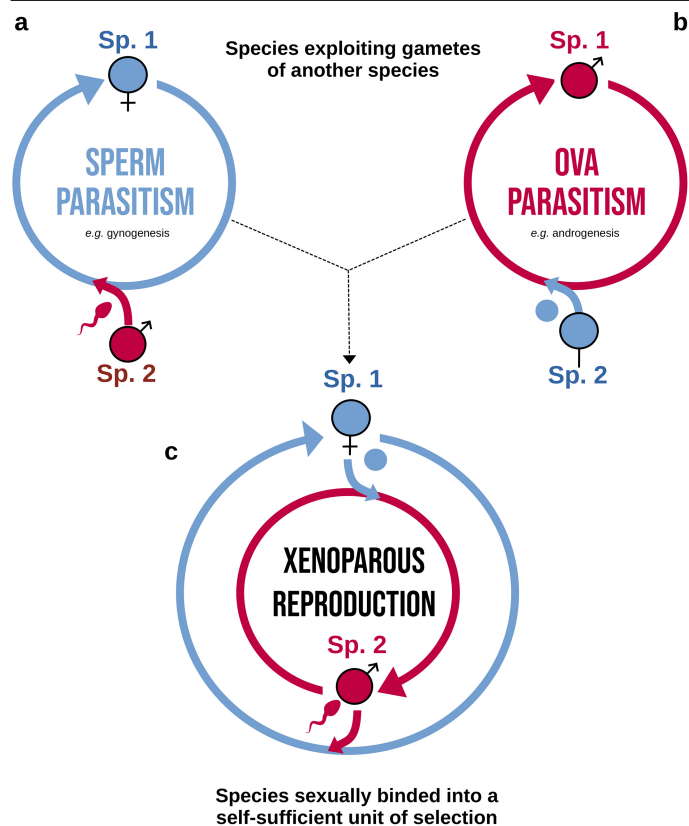 a
b
Sp. 1
Sp. 1
Species exploiting gametes
of another species
SPERM
PARASITISM
e.g. gynogenesis
OVA
PARASITISM
e.g. androgenesis
Sp. 2
Sp. 2
Sp. 1
c
XENOPAROUS
REPRODUCTION
Sp. 2
Species sexually binded into a
self-sufficient unit of selection